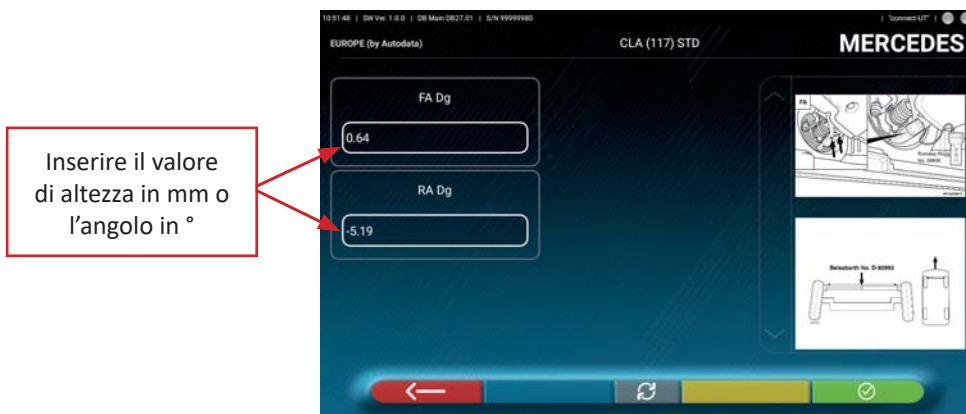 10:51:48 | SW Ver. 1.0.0 | DB Main DB27.01 | S/N 99999980
| "connect-UT" |
EUROPE (by Autodata)
CLA (117) STD
MERCEDES
FA Dg
0.64
RA Dg
-5.19
Inserire il valore
di altezza in mm o
l'angolo in °
FA
Romess Rogg
Beissbarth No. D-80993